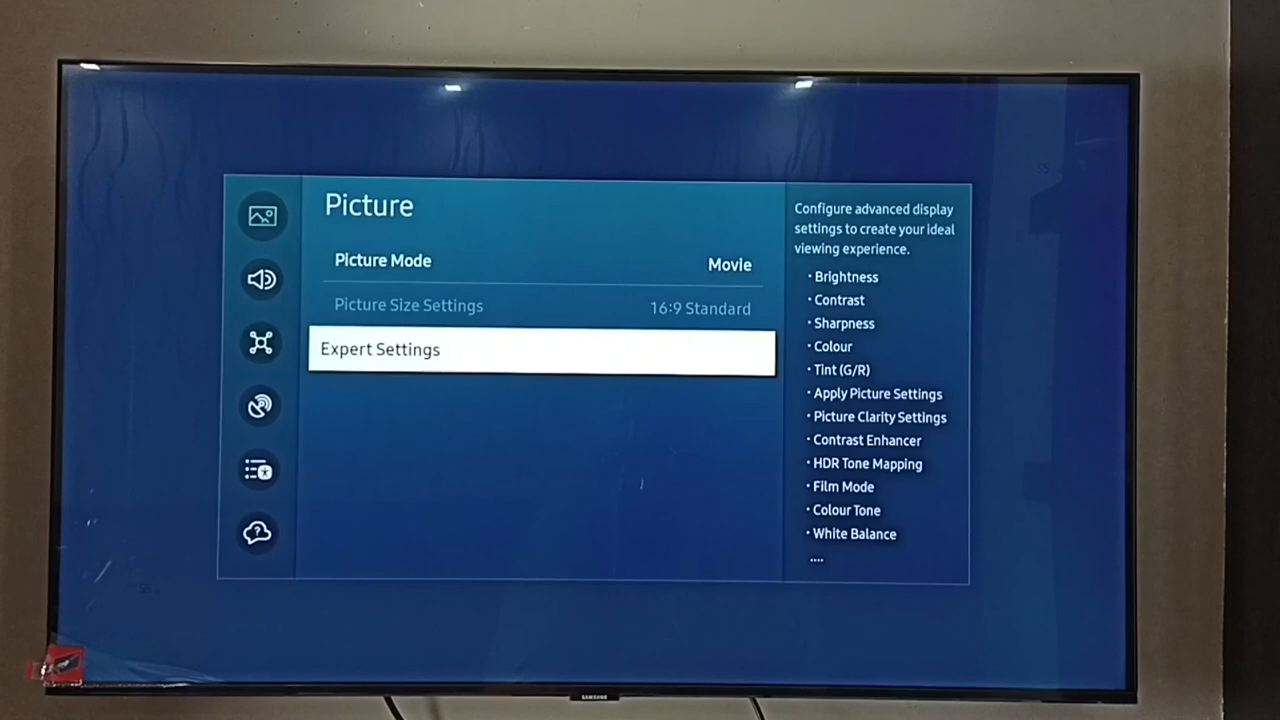 Picture
Picture Mode
Movie
Picture Size Settings
16:9 Standard
Expert Settings
Configure advanced display
settings to create your ideal
viewing experience.
• Brightness
• Contrast
• Sharpness
• Colour
• Tint (G/R)
• Apply Picture Settings
• Picture Clarity Settings
• Contrast Enhancer
• HDR Tone Mapping
• Film Mode
• Colour Tone
• White Balance
....
SAMSUNG